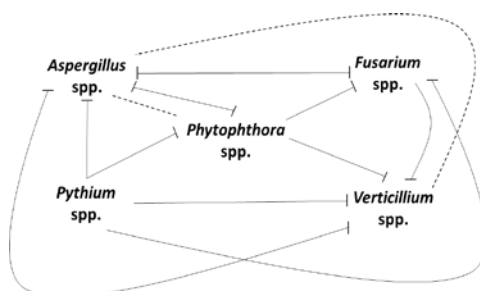 Aspergillus
spp.
Fusarium
spp.
Phytophthora
spp.
Pythium
spp.
Verticillium
spp.